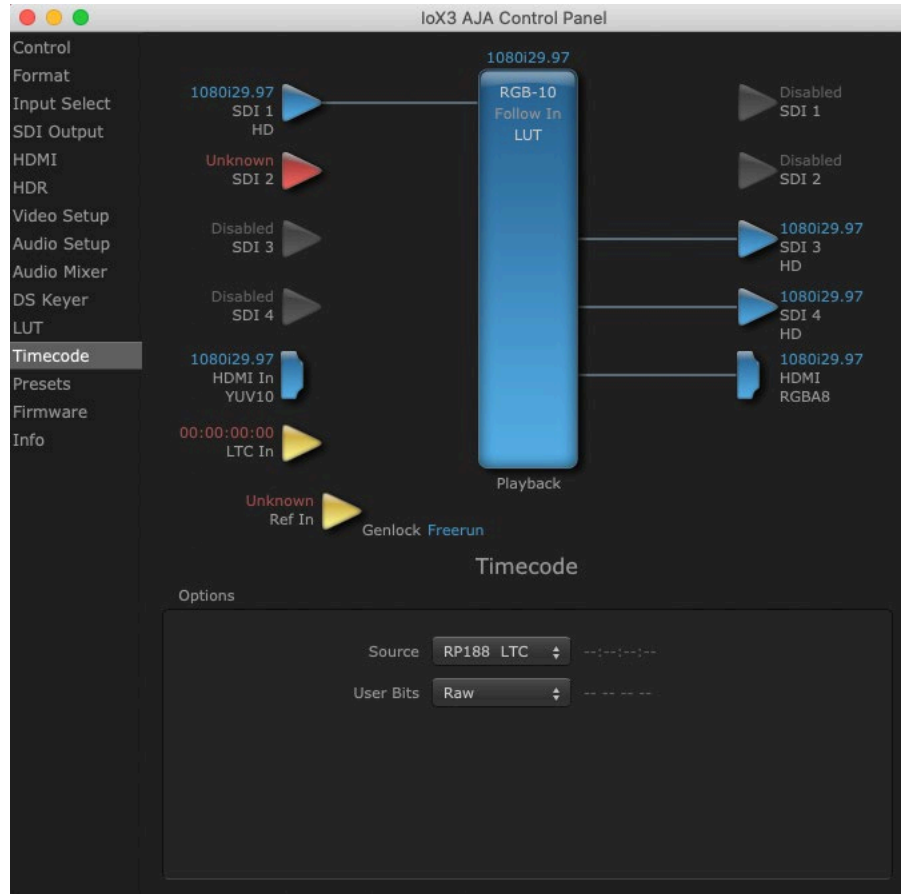 IoX3 AJA Control Panel
Control
Format
Input Select
SDI Output
HDMI
HDR
Video Setup
Audio Setup
Audio Mixer
DS Keyer
LUT
Timecode
Presets
Firmware
Info
1080i29.97
SDI 1
HD
Unknown
SDI 2
Disabled
SDI 3
Disabled
SDI 4
1080i29.97
HDMI In
YUV10
00:00:00:00
LTC In
Unknown
Ref In
Genlock Freerun
1080i29.97
RGB-10
Follow In
LUT
Playback
Disabled
SDI 1
Disabled
SDI 2
1080i29.97
SDI 3
HD
1080i29.97
SDI 4
HD
1080i29.97
HDMI
RGBA8
Timecode
Options
Source RP188 LTC --:--:--:--
User Bits Raw -- -- -- --